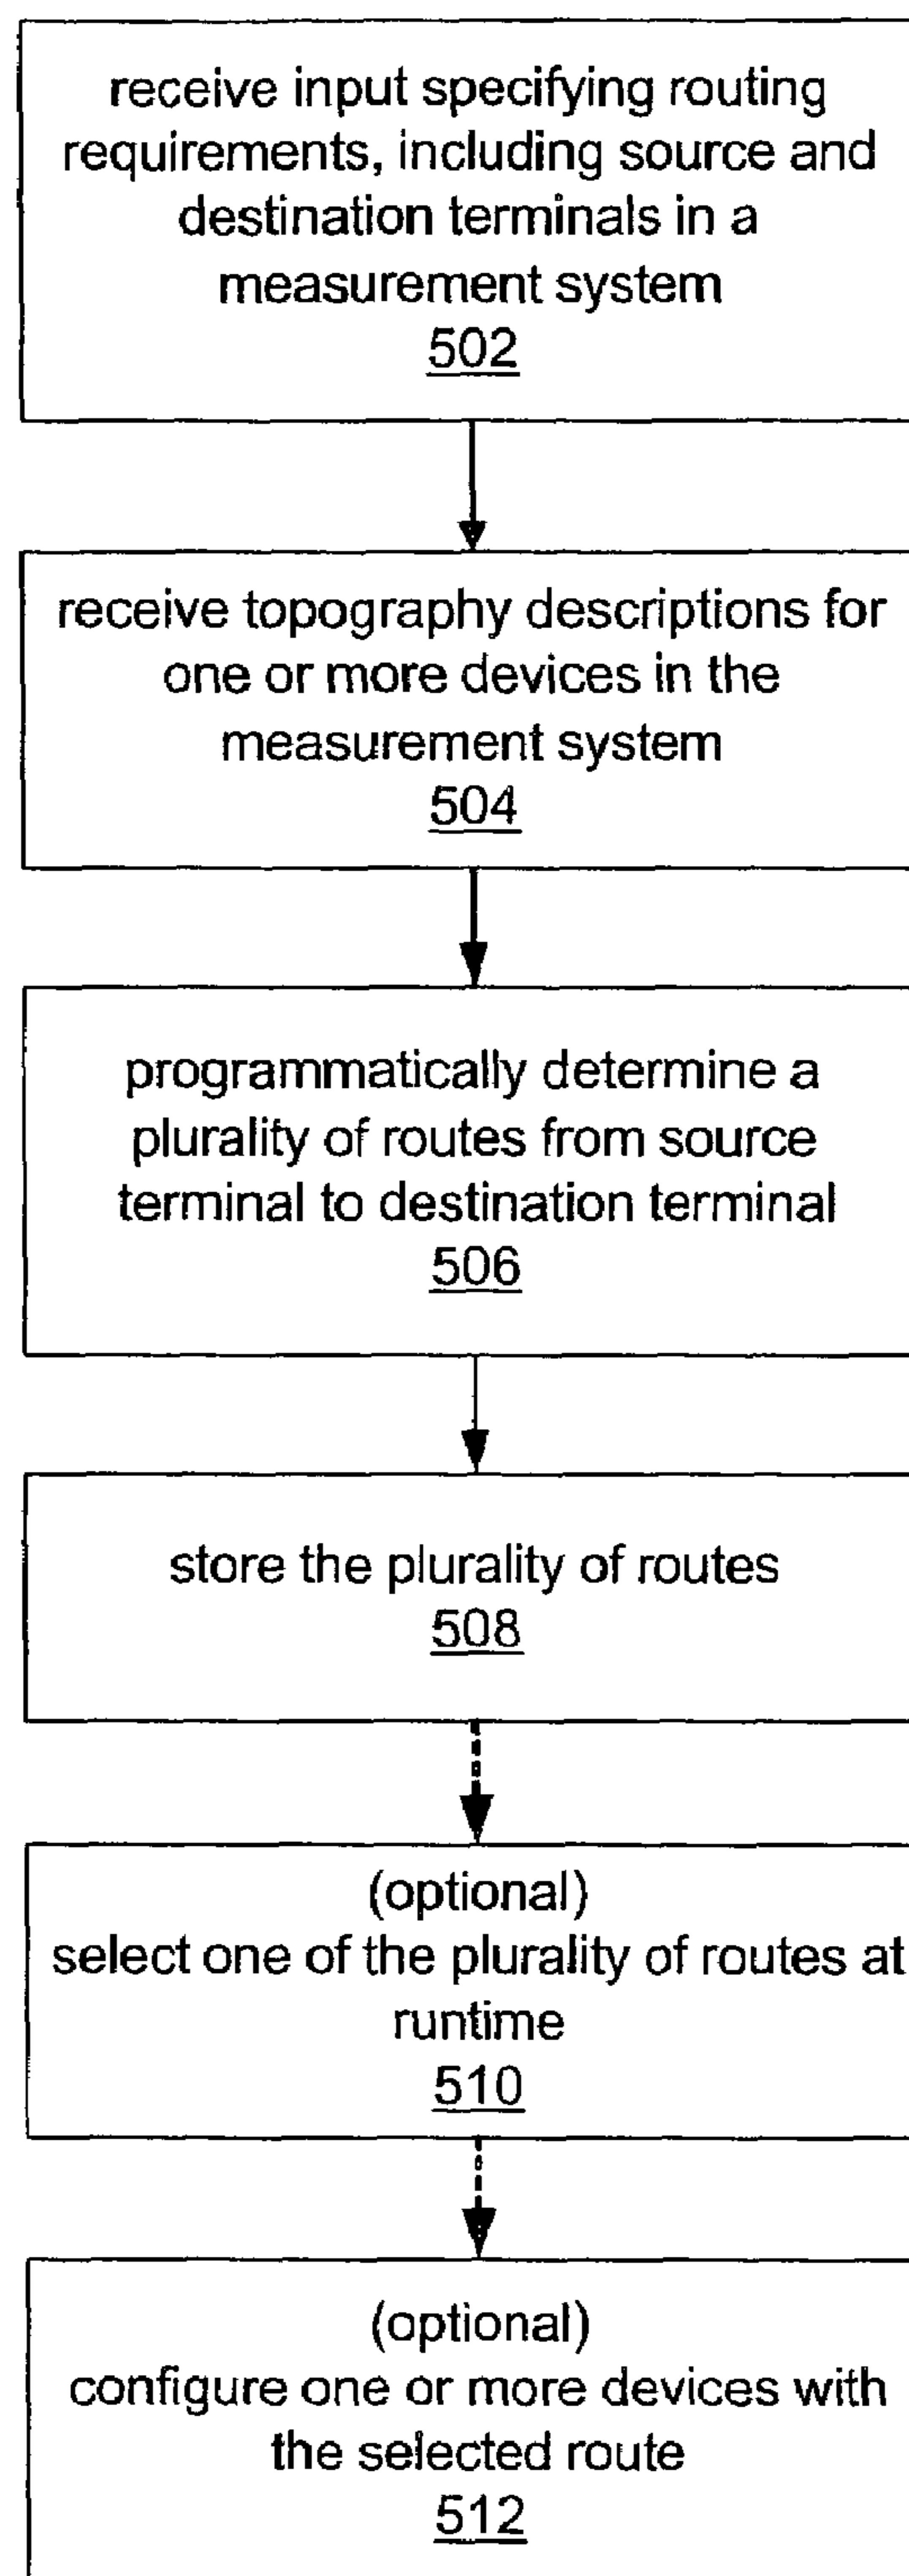 receive input specifying routing
requirements, including source and
destination terminals in a
measurement system
502
receive topography descriptions for
one or more devices in the
measurement system
504
programmatically determine a
plurality of routes from source
terminal to destination terminal
506
store the plurality of routes
508
(optional)
select one of the plurality of routes at
runtime
510
(optional)
configure one or more devices with
the selected route
512